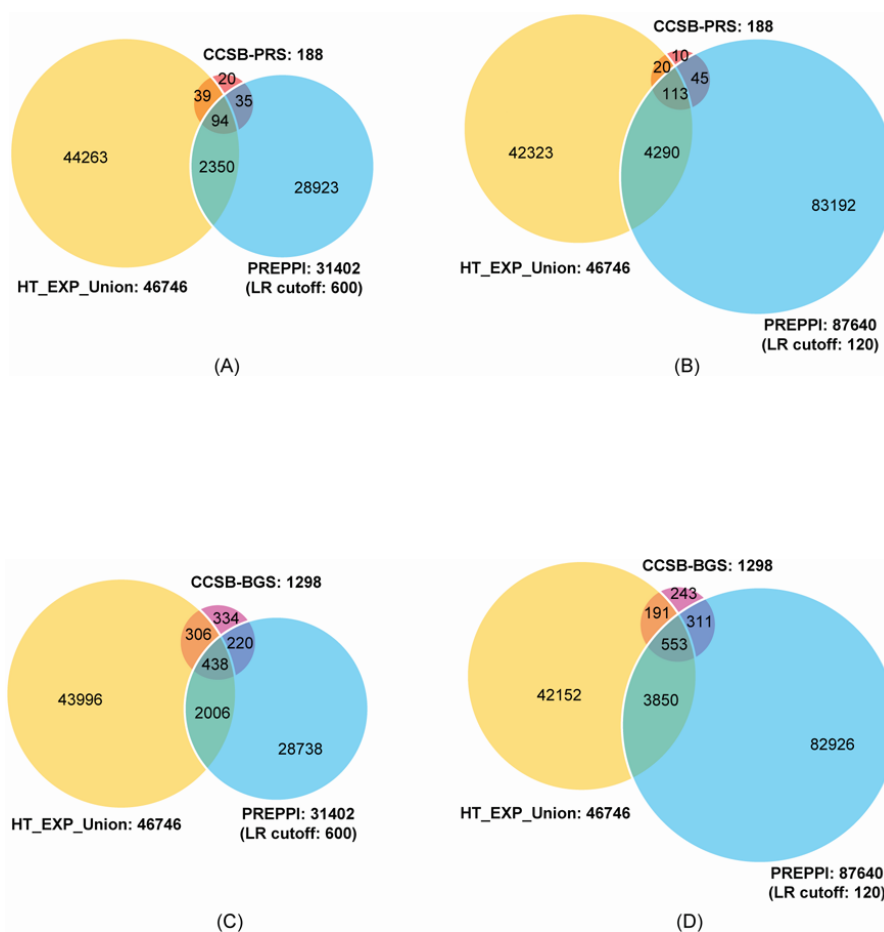 CCSB-PRS: 188
20
39
35
94
44263
2350
28923
HT_EXP_Union: 46746
PREPPI: 31402
(LR cutoff: 600)
(A)
CCSB-PRS: 188
10
20
45
113
42323
4290
83192
HT_EXP_Union: 46746
PREPPI: 87640
(LR cutoff: 120)
(B)
CCSB-BGS: 1298
334
306
220
438
43996
2006
28738
HT_EXP_Union: 46746
PREPPI: 31402
(LR cutoff: 600)
(C)
CCSB-BGS: 1298
243
191
311
553
42152
3850
82926
HT_EXP_Union: 46746
PREPPI: 87640
(LR cutoff: 120)
(D)